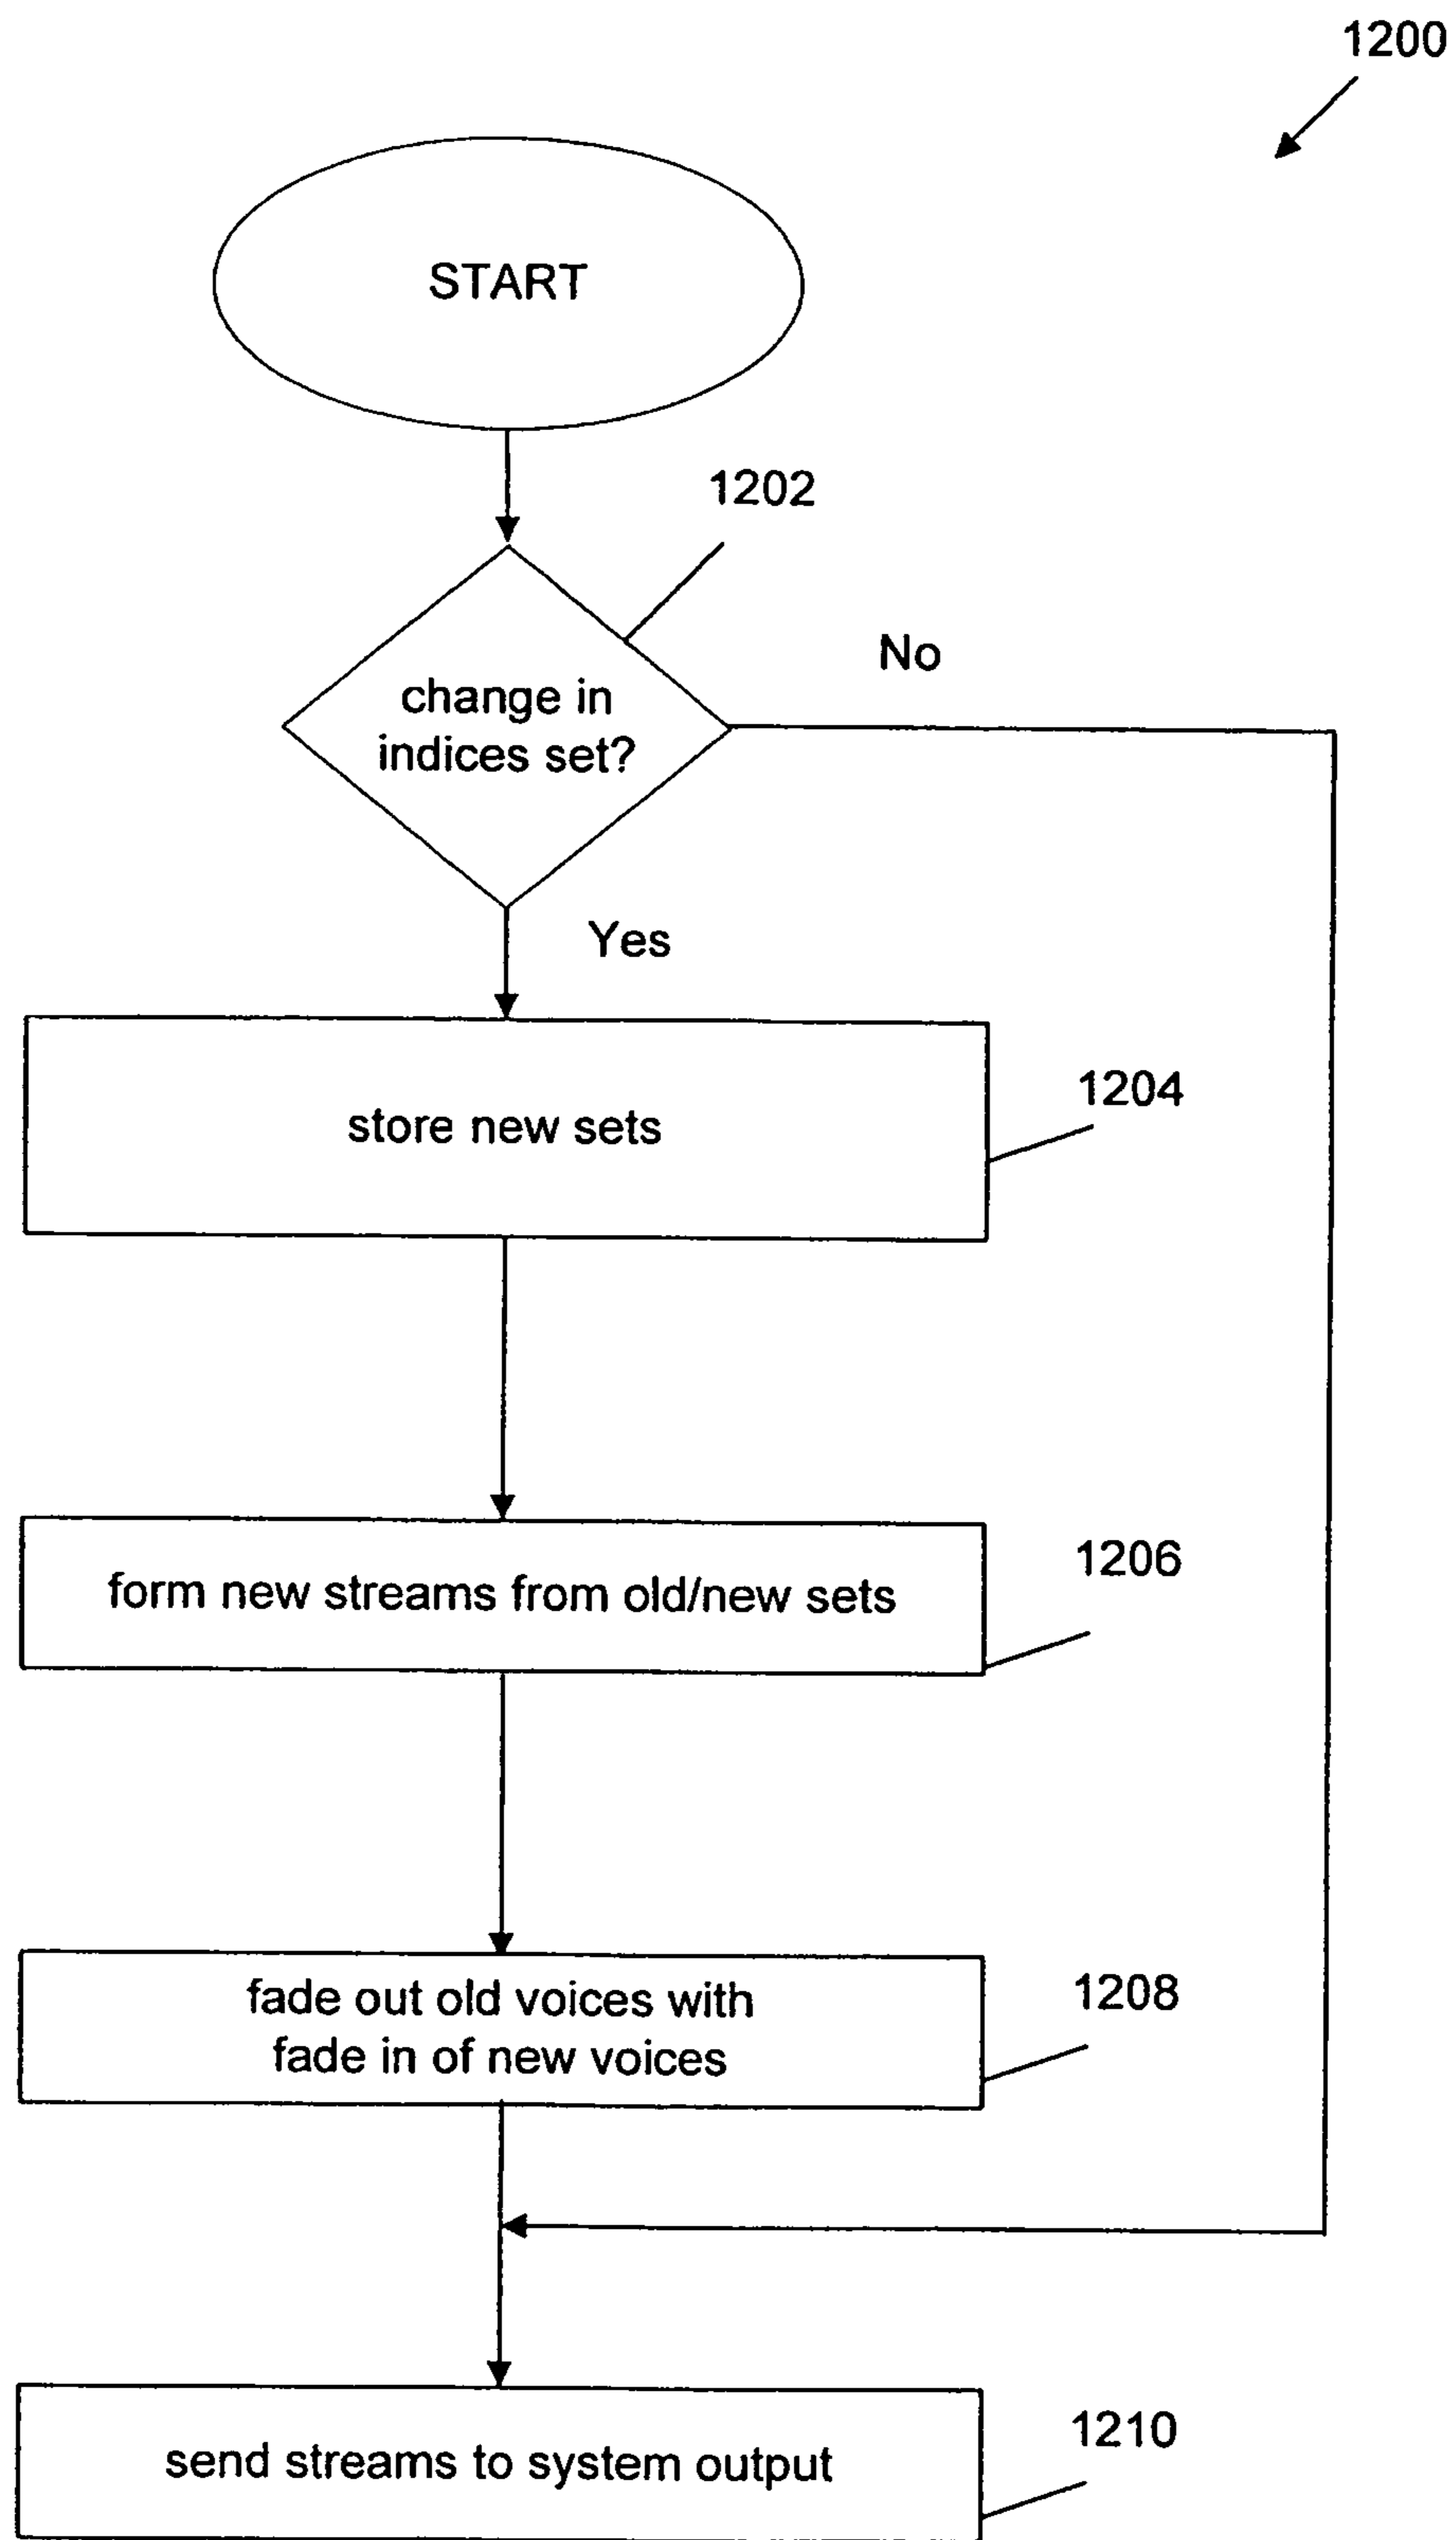 1200
START
1202
No
change in
indices set?
Yes
store new sets
1204
form new streams from old/new sets
1206
fade out old voices with
fade in of new voices
1208
send streams to system output
1210